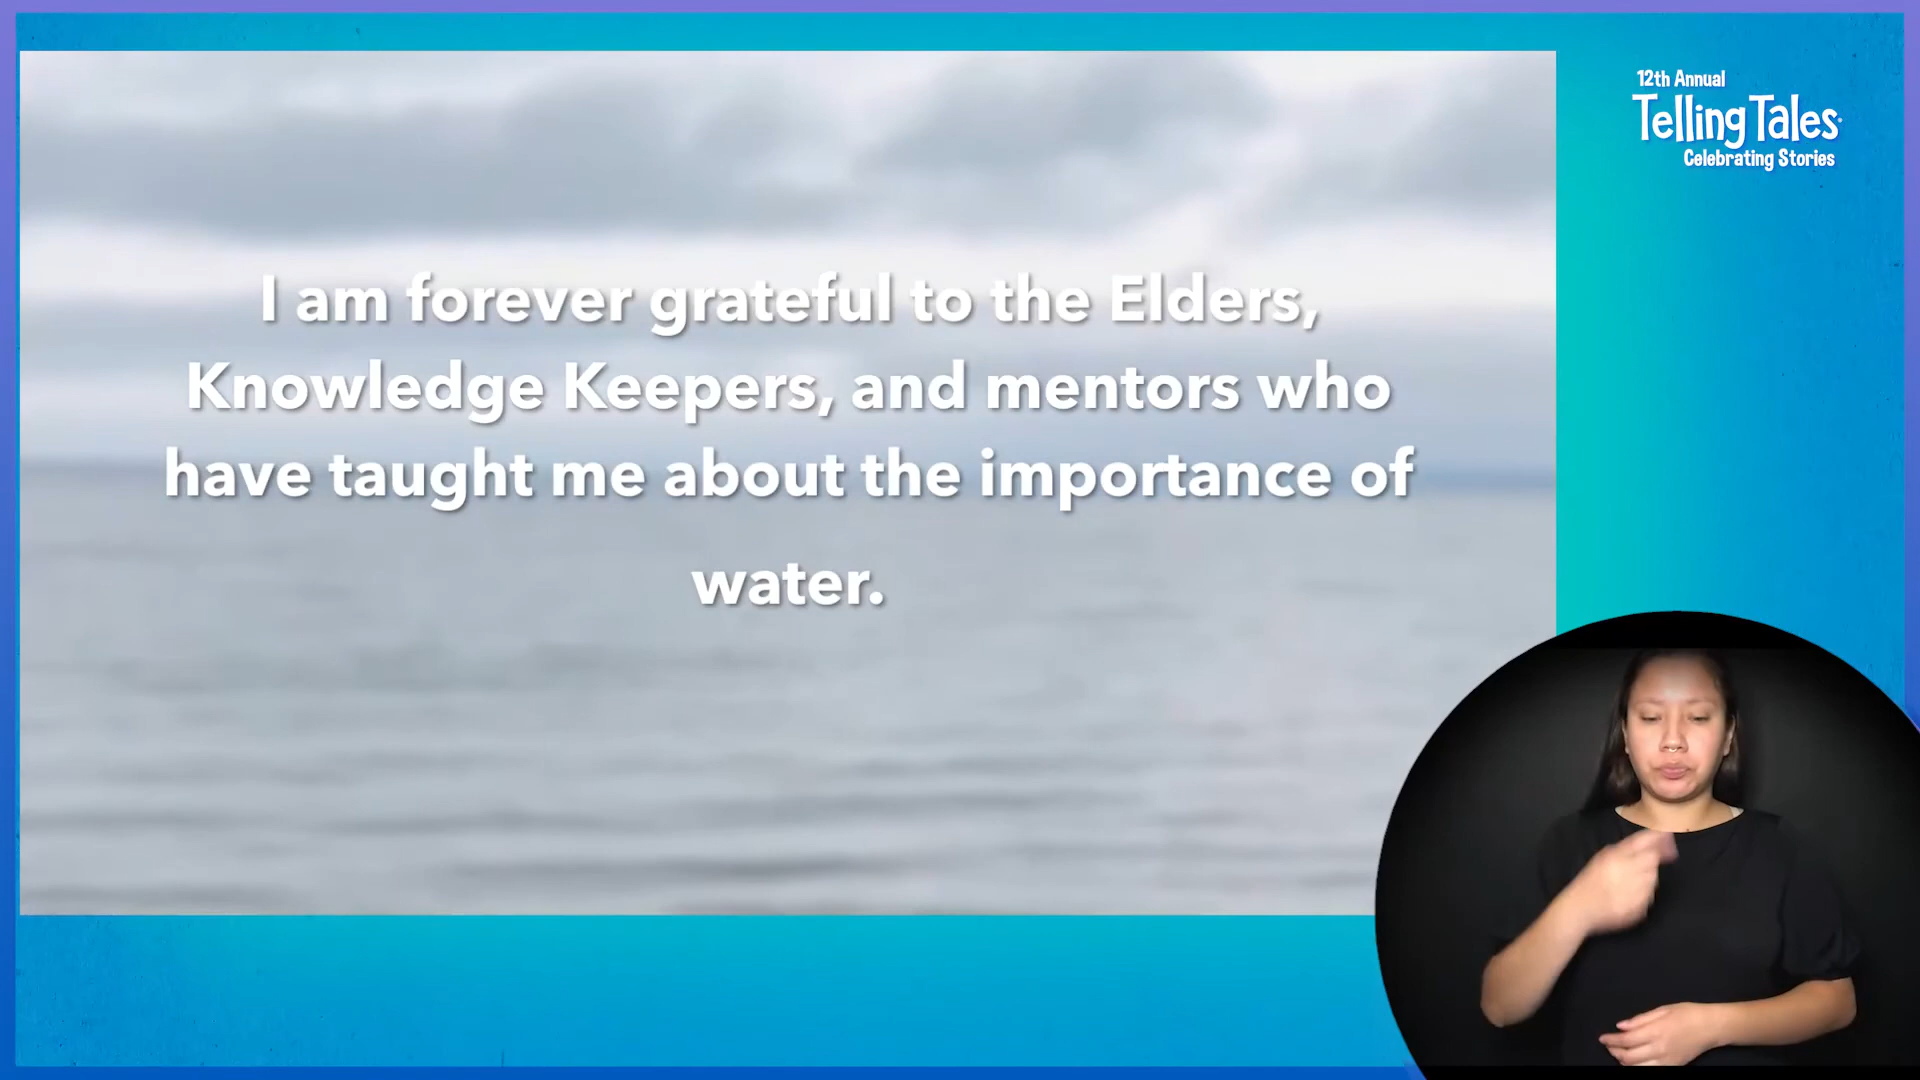 12th Annual
Telling Tales
Celebrating Stories
I am forever grateful to the Elders,
Knowledge Keepers, and mentors who
have taught me about the importance of
water.